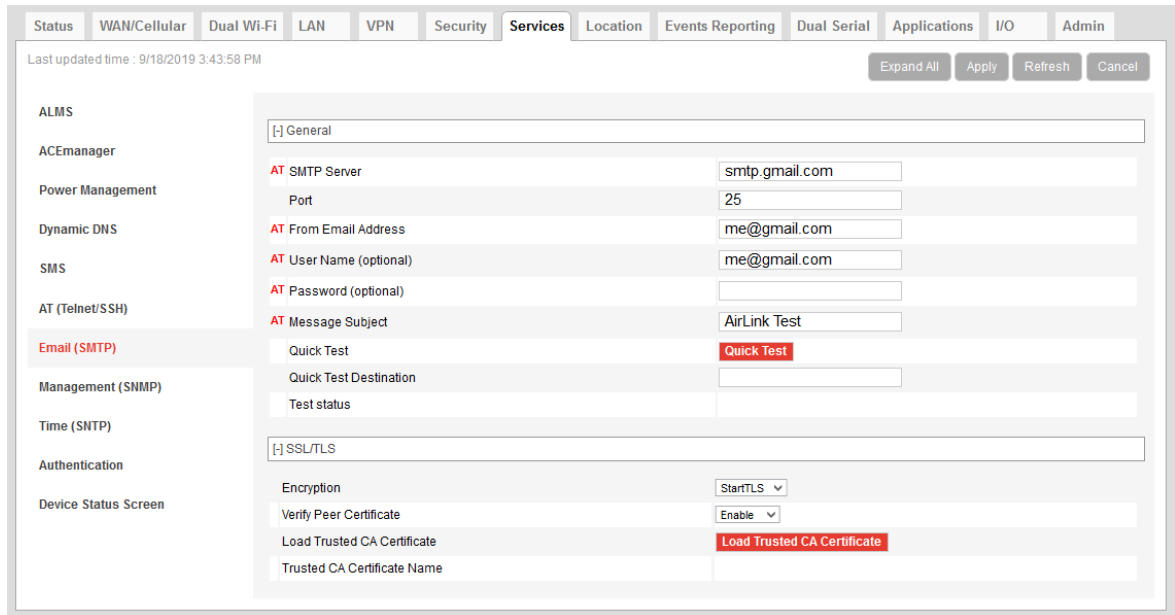 Status WAN/Cellular Dual Wi-Fi LAN VPN Security Services Location Events Reporting Dual Serial Applications I/O Admin
Last updated time : 9/18/2019 3:43:58 PM
Expand All Apply Refresh Cancel
ALMS
ACEmanager
Power Management
Dynamic DNS
SMS
AT (Telnet/SSH)
Email (SMTP)
Management (SNMP)
Time (SNTP)
Authentication
Device Status Screen
[-] General
AT SMTP Server smtp.gmail.com
Port 25
AT From Email Address me@gmail.com
AT User Name (optional) me@gmail.com
AT Password (optional)
AT Message Subject AirLink Test
Quick Test Quick Test
Quick Test Destination
Test status
[-] SSL/TLS
Encryption StartTLS
Verify Peer Certificate Enable
Load Trusted CA Certificate Load Trusted CA Certificate
Trusted CA Certificate Name